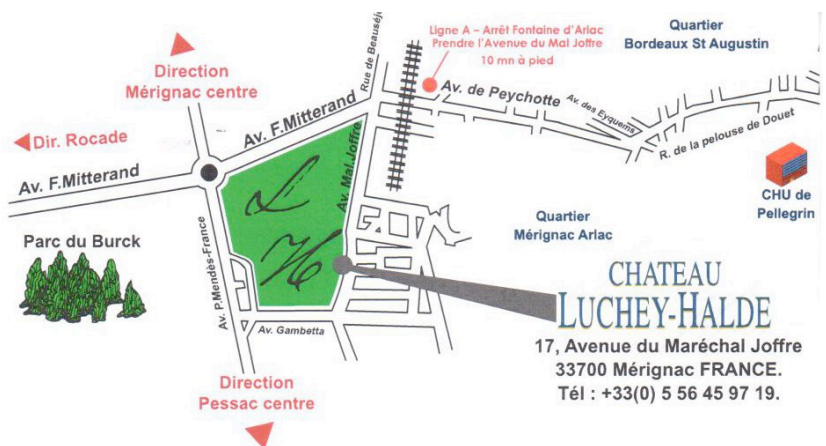 Ligne A – Arrêt Fontaine d'Arlac
Prendre l'Avenue du Mal Joffre
10 mn à pied
Quartier
Bordeaux St Augustin
Direction
Mérignac centre
Rue de Beauséjour
Av. de Peychotte
Av. des Eyquems
R. de la pelouse de Douet
Dir. Rocade
Av. F.Mitterand
Av. F.Mitterand
Av. Mal.Joffre
L
H
CHU de
Pellegrin
Parc du Burck
Av. P.Mendès-France
Quartier
Mérignac Arlac
Av. Gambetta
CHATEAU
LUCHEY-HALDE
17, Avenue du Maréchal Joffre
33700 Mérignac FRANCE.
Tél : +33(0) 5 56 45 97 19.
Direction
Pessac centre